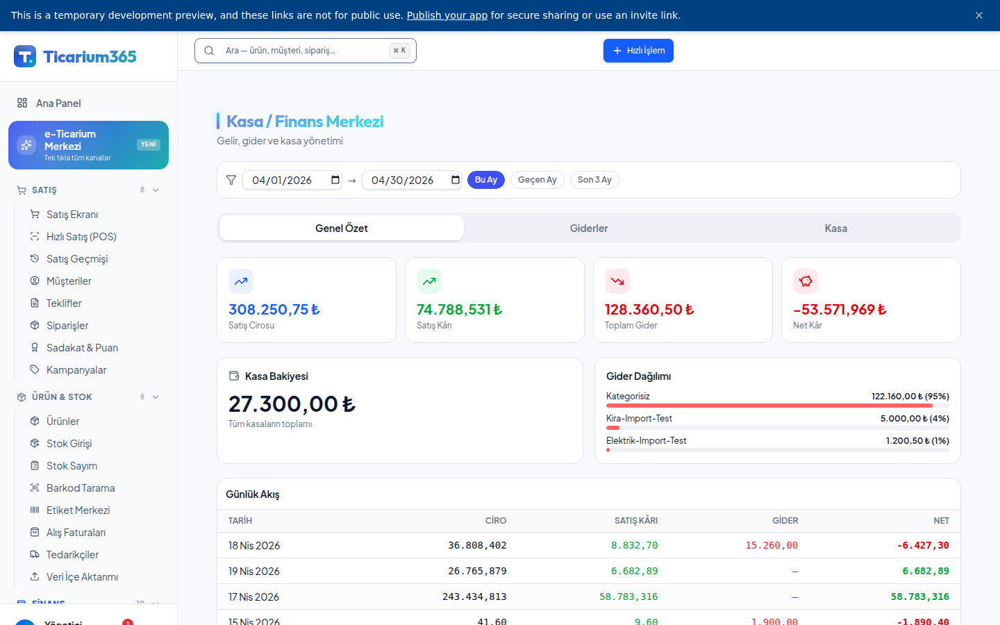 This is a temporary development preview, and these links are not for public use. Publish your app for secure sharing or use an invite link.
Ticarium365
Ara — ürün, müşteri, sipariş...
⌘ K
Hızlı İşlem
Ana Panel
e-Ticarium Merkezi
Tek tıkla tüm kanallar
YENİ
SATIŞ 8
Satış Ekranı
Hızlı Satış (POS)
Satış Geçmişi
Müşteriler
Teklifler
Siparişler
Sadakat & Puan
Kampanyalar
ÜRÜN & STOK 8
Ürünler
Stok Girişi
Stok Sayım
Barkod Tarama
Etiket Merkezi
Alış Faturaları
Tedarikçiler
Veri İçe Aktarımı
FİNANS 10
Yönetici
1
Kasa / Finans Merkezi
Gelir, gider ve kasa yönetimi
04/01/2026 → 04/30/2026 Bu Ay Geçen Ay Son 3 Ay
Genel Özet Giderler Kasa
308.250,75 ₺
Satış Cirosu
74.788,531 ₺
Satış Kârı
128.360,50 ₺
Toplam Gider
-53.571,969 ₺
Net Kâr
Kasa Bakiyesi
27.300,00 ₺
Tüm kasaların toplamı
Gider Dağılımı
Kategorisiz 122.160,00 ₺ (95%)
Kira-Import-Test 5.000,00 ₺ (4%)
Elektrik-Import-Test 1.200,50 ₺ (1%)
Günlük Akış
TARİH CİRO SATIŞ KÂRI GİDER NET
18 Nis 2026 36.808,402 8.832,70 15.260,00 -6.427,30
19 Nis 2026 26.765,879 6.682,89 — 6.682,89
17 Nis 2026 243.434,813 58.783,316 — 58.783,316
15 Nis 2026 41,60 9,60 1.900,00 -1.890,40